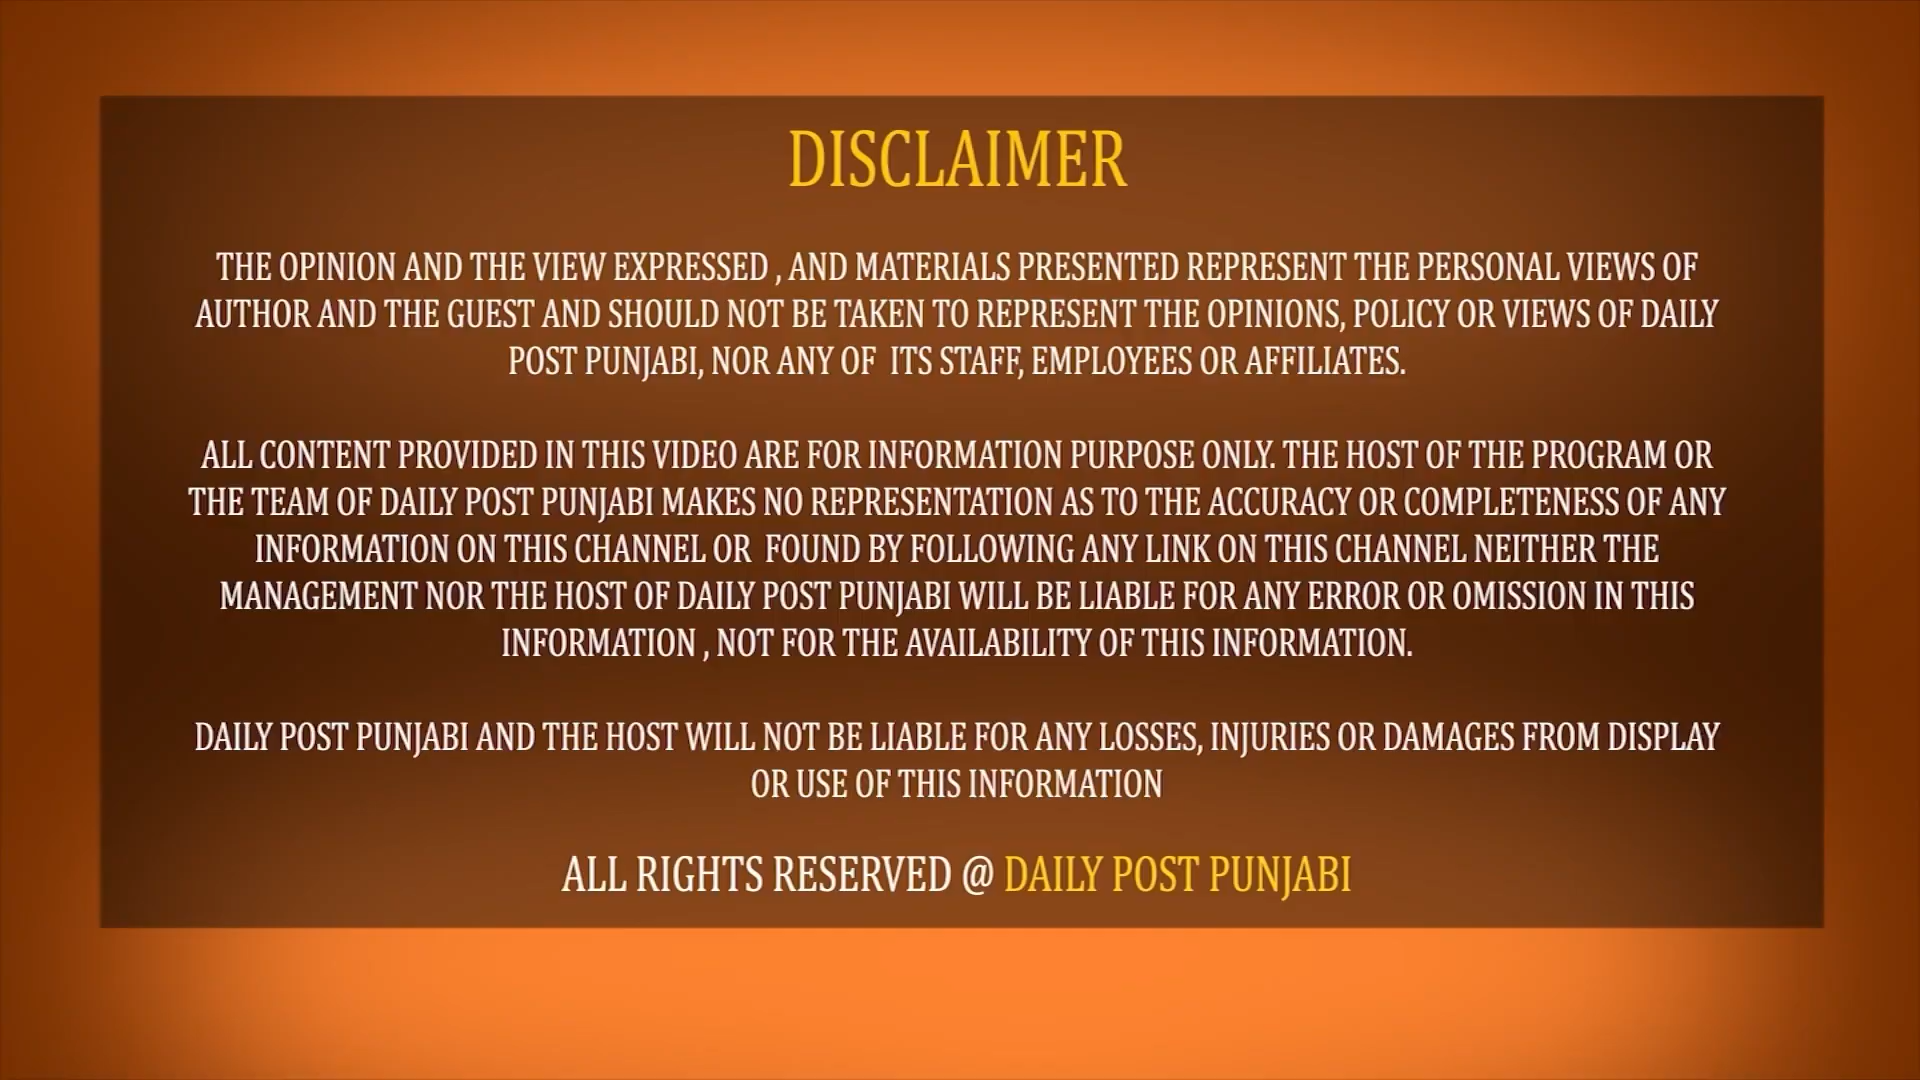 DISCLAIMER
THE OPINION AND THE VIEW EXPRESSED , AND MATERIALS PRESENTED REPRESENT THE PERSONAL VIEWS OF
AUTHOR AND THE GUEST AND SHOULD NOT BE TAKEN TO REPRESENT THE OPINIONS, POLICY OR VIEWS OF DAILY
POST PUNJABI, NOR ANY OF ITS STAFF, EMPLOYEES OR AFFILIATES.
ALL CONTENT PROVIDED IN THIS VIDEO ARE FOR INFORMATION PURPOSE ONLY. THE HOST OF THE PROGRAM OR
THE TEAM OF DAILY POST PUNJABI MAKES NO REPRESENTATION AS TO THE ACCURACY OR COMPLETENESS OF ANY
INFORMATION ON THIS CHANNEL OR FOUND BY FOLLOWING ANY LINK ON THIS CHANNEL NEITHER THE
MANAGEMENT NOR THE HOST OF DAILY POST PUNJABI WILL BE LIABLE FOR ANY ERROR OR OMISSION IN THIS
INFORMATION , NOT FOR THE AVAILABILITY OF THIS INFORMATION.
DAILY POST PUNJABI AND THE HOST WILL NOT BE LIABLE FOR ANY LOSSES, INJURIES OR DAMAGES FROM DISPLAY
OR USE OF THIS INFORMATION
ALL RIGHTS RESERVED @ DAILY POST PUNJABI